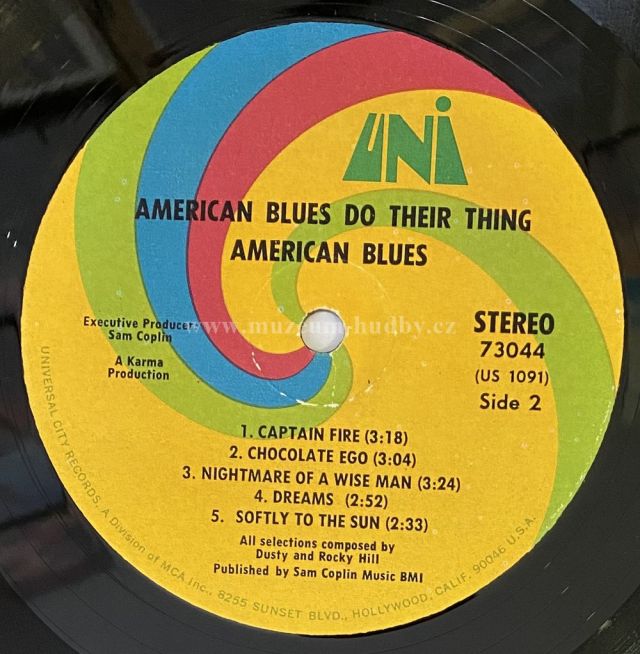 UNI
AMERICAN BLUES DO THEIR THING
AMERICAN BLUES
Executive Producer:
Sam Coplin
A Karma
Production
www.muzeum-hudby.cz
STEREO
73044
(US 1091)
Side 2
1. CAPTAIN FIRE (3:18)
2. CHOCOLATE EGO (3:04)
3. NIGHTMARE OF A WISE MAN (3:24)
4. DREAMS (2:52)
5. SOFTLY TO THE SUN (2:33)
All selections composed by
Dusty and Rocky Hill
Published by Sam Coplin Music BMI
UNIVERSAL CITY RECORDS, A Division of MCA Inc., 8255 SUNSET BLVD., HOLLYWOOD, CALIF. 90046 U.S.A.